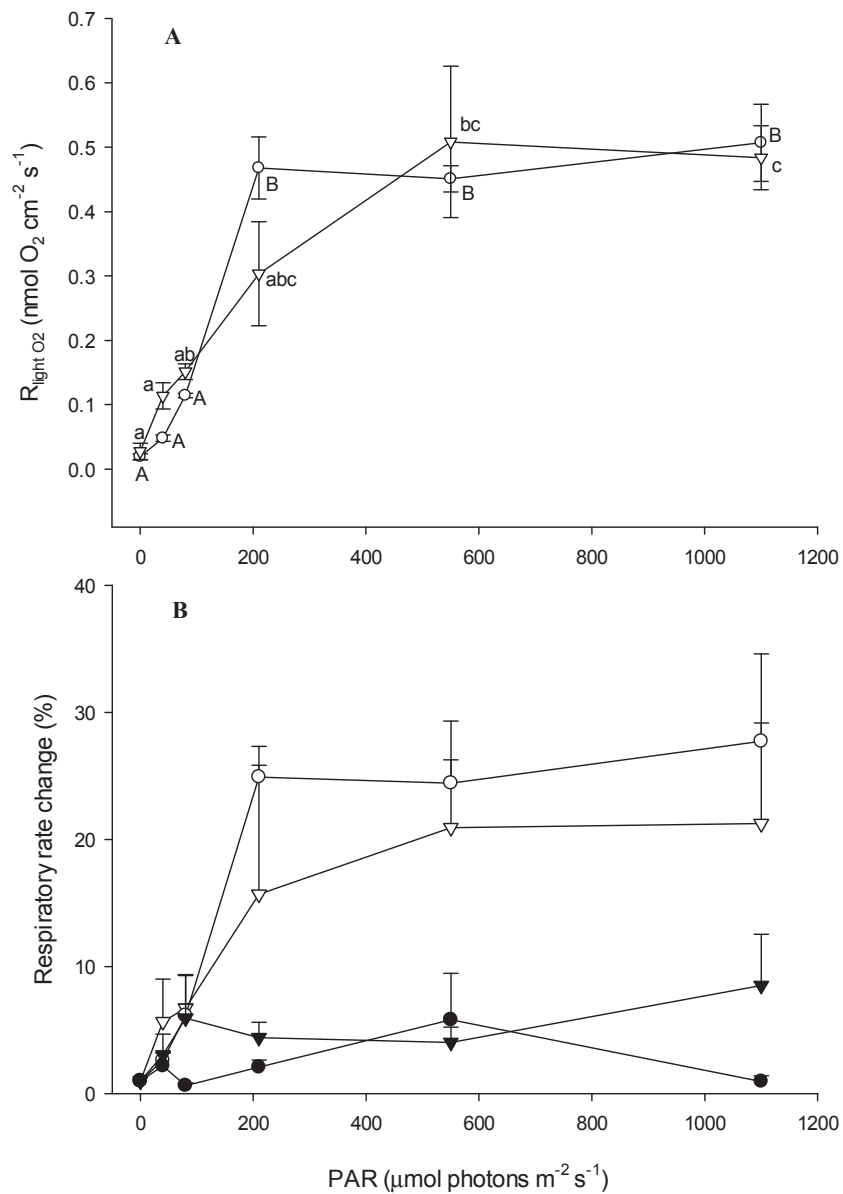 A
0.7
0.6
0.5
0.4
0.3
0.2
0.1
0.0
R_light O2 (nmol O₂ cm⁻² s⁻¹)
bc
B
B
c
B
abc
ab
a
A
a
A
A
0 200 400 600 800 1000 1200
B
40
30
20
10
0
Respiratory rate change (%)
0 200 400 600 800 1000 1200
PAR (μmol photons m⁻² s⁻¹)